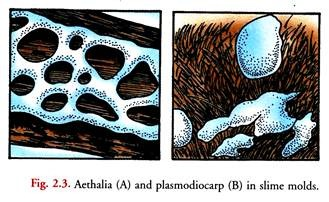 Fig. 2.3. Aethalia (A) and plasmodiocarp (B) in slime molds.